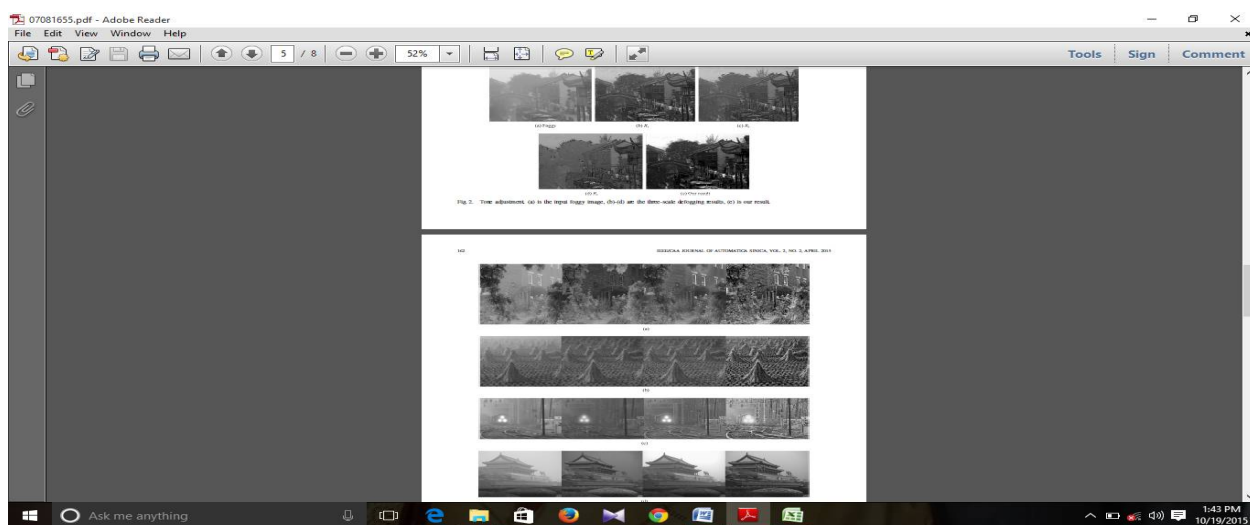 07081655.pdf - Adobe Reader
File Edit View Window Help
5 / 8 52% Tools Sign Comment
(a) Foggy (b) R (c) R
(d) R (e) Our result
Fig. 2. Tone adjustment, (a) is the input foggy image, (b)-(d) are the three-scale defogging results, (e) is our result.
162 IEEE/CAA JOURNAL OF AUTOMATICA SINICA, VOL. 2, NO. 2, APRIL 2015
(a)
(b)
(c)
(d)
Ask me anything
1:43 PM
10/19/2015